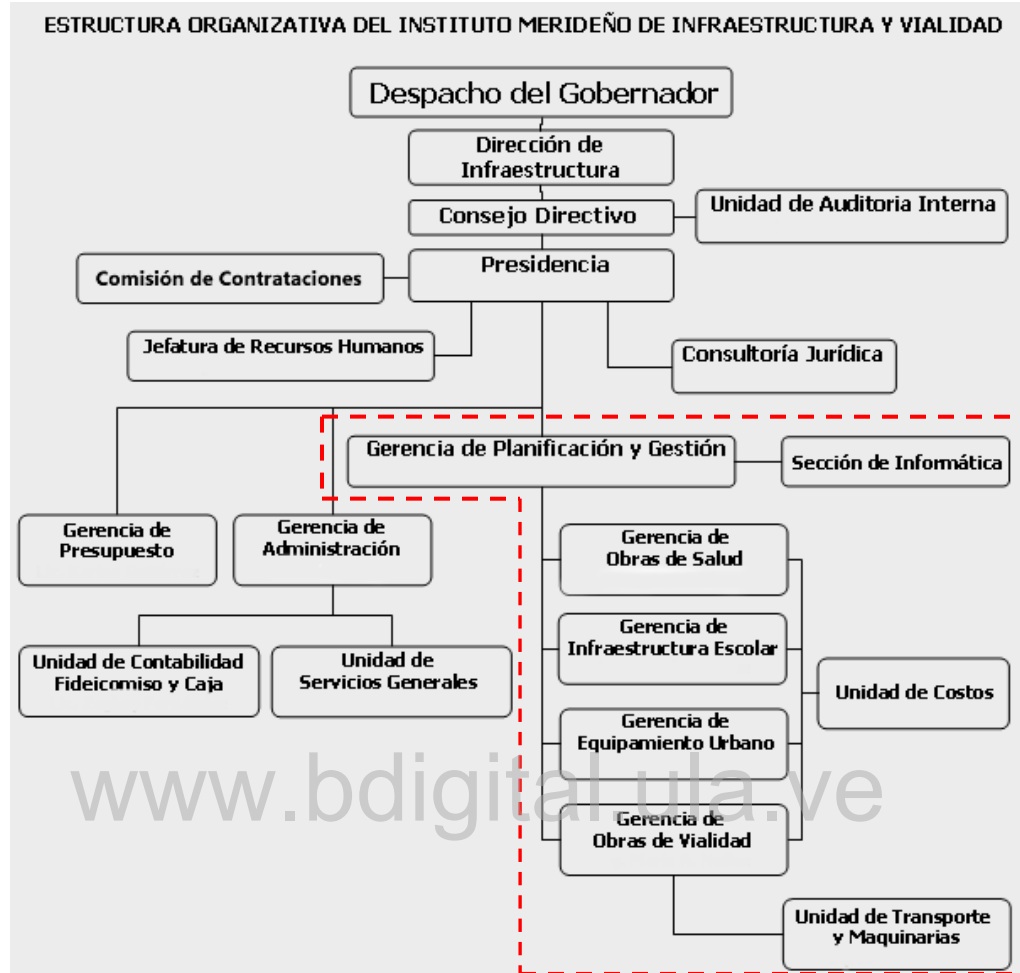 ESTRUCTURA ORGANIZATIVA DEL INSTITUTO MERIDEÑO DE INFRAESTRUCTURA Y VIALIDAD
Despacho del Gobernador
Dirección de
Infraestructura
Consejo Directivo
Unidad de Auditoria Interna
Presidencia
Comisión de Contrataciones
Jefatura de Recursos Humanos
Consultoría Jurídica
Gerencia de Planificación y Gestión
Sección de Informática
Gerencia de
Presupuesto
Gerencia de
Administración
Gerencia de
Obras de Salud
Gerencia de
Infraestructura Escolar
Unidad de Contabilidad
Fideicomiso y Caja
Unidad de
Servicios Generales
Unidad de Costos
Gerencia de
Equipamiento Urbano
www.bdigital.ula.ve
Gerencia de
Obras de Vialidad
Unidad de Transporte
y Maquinarias